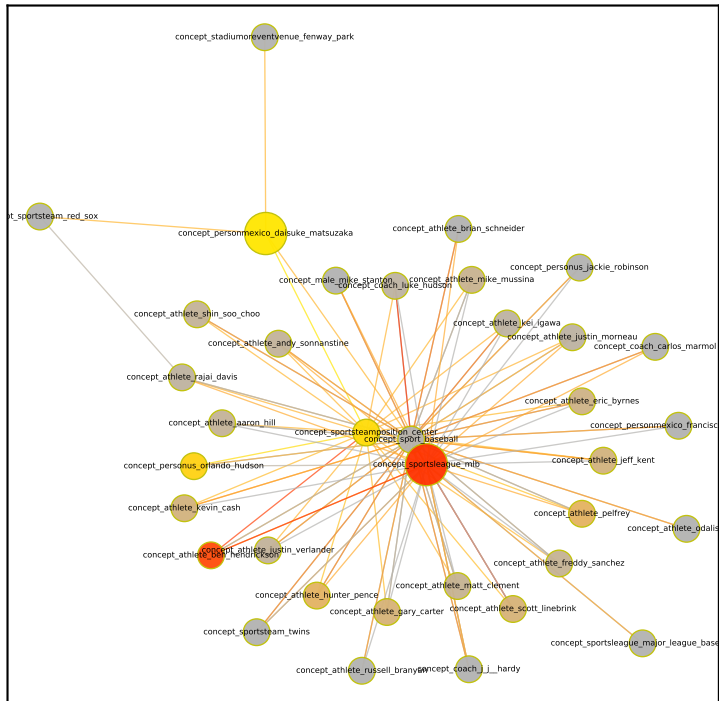 concept_stadiumoreventvenue_fenway_park
pt_sportsteam_red_sox
concept_personmexico_daisuke_matsuzaka
concept_athlete_brian_schneider
concept_personus_jackie_robinson
concept_male_mike_stanton
concept_athlete_mike_mussina
concept_coach_luke_hudson
concept_athlete_shin_soo_choo
concept_athlete_kei_igawa
concept_athlete_justin_morneau
concept_athlete_andy_sonnanstine
concept_coach_carlos_marmol
concept_athlete_rajai_davis
concept_athlete_eric_byrnes
concept_athlete_aaron_hill
concept_personmexico_francisc
concept_sportsteamposition_center
concept_sport_baseball
concept_personus_orlando_hudson
concept_sportsleague_mlb
concept_athlete_jeff_kent
concept_athlete_kevin_cash
concept_athlete_pelfrey
concept_athlete_odalis
concept_athlete_ben_hendrickson
concept_athlete_justin_verlander
concept_athlete_freddy_sanchez
concept_athlete_matt_clement
concept_athlete_hunter_pence
concept_athlete_gary_carter
concept_athlete_scott_linebrink
concept_sportsteam_twins
concept_sportsleague_major_league_base
concept_athlete_russell_branyan
concept_coach_j_j__hardy